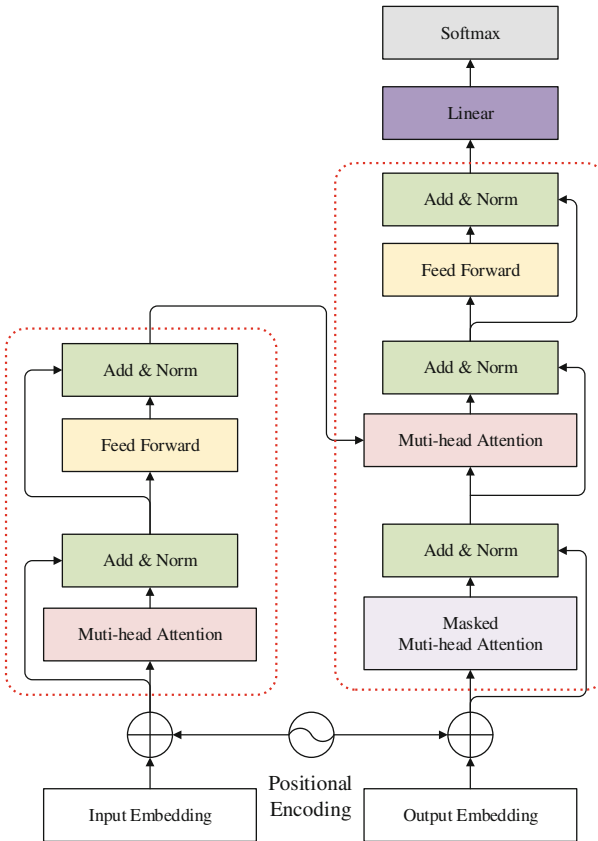 Softmax
Linear
Add & Norm
Feed Forward
Add & Norm
Muti-head Attention
Add & Norm
Masked
Muti-head Attention
Add & Norm
Feed Forward
Add & Norm
Muti-head Attention
Positional
Encoding
Input Embedding
Output Embedding